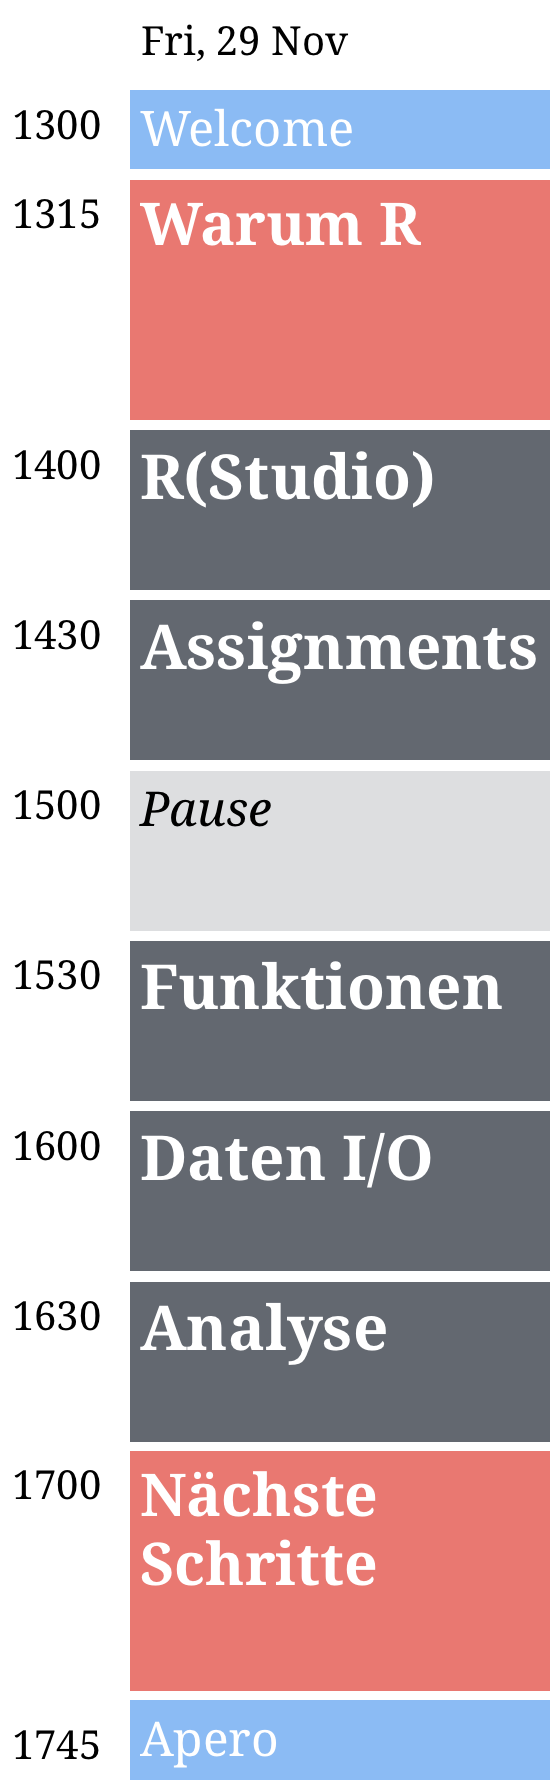 Fri, 29 Nov
1300 Welcome
1315 Warum R
1400 R(Studio)
1430 Assignments
1500 Pause
1530 Funktionen
1600 Daten I/O
1630 Analyse
1700 Nächste
Schritte
1745 Apero